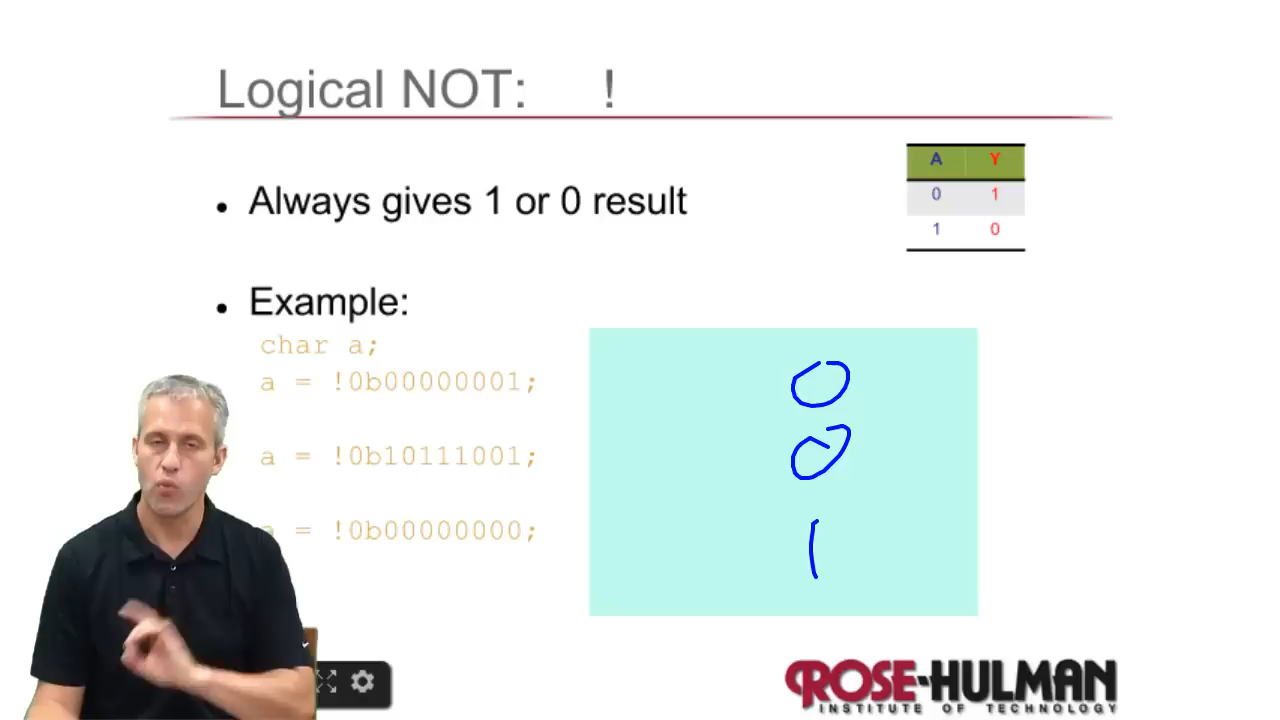 Logical NOT: !
A Y
0 1
1 0
• Always gives 1 or 0 result
• Example:
char a;
a = !0b00000001;
0
a = !0b10111001;
0
a = !0b00000000;
1
ROSE-HULMAN
INSTITUTE OF TECHNOLOGY